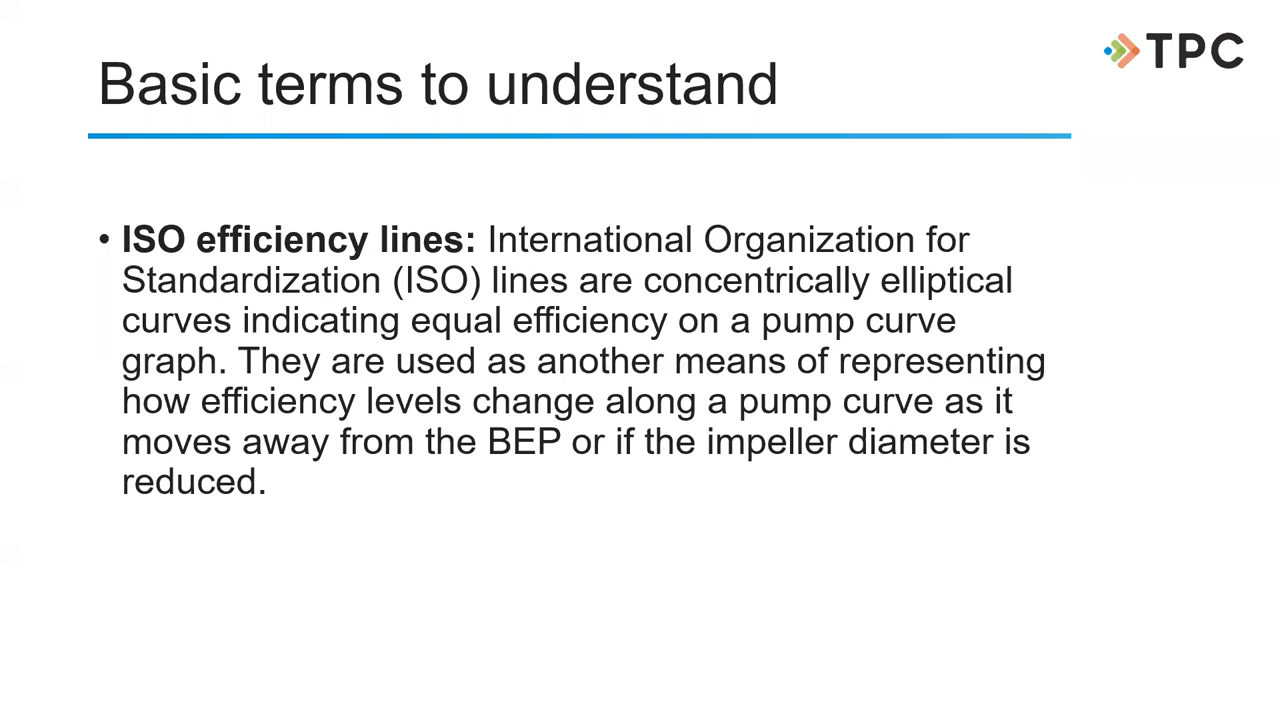 TPC
Basic terms to understand
• ISO efficiency lines: International Organization for
Standardization (ISO) lines are concentrically elliptical
curves indicating equal efficiency on a pump curve
graph. They are used as another means of representing
how efficiency levels change along a pump curve as it
moves away from the BEP or if the impeller diameter is
reduced.